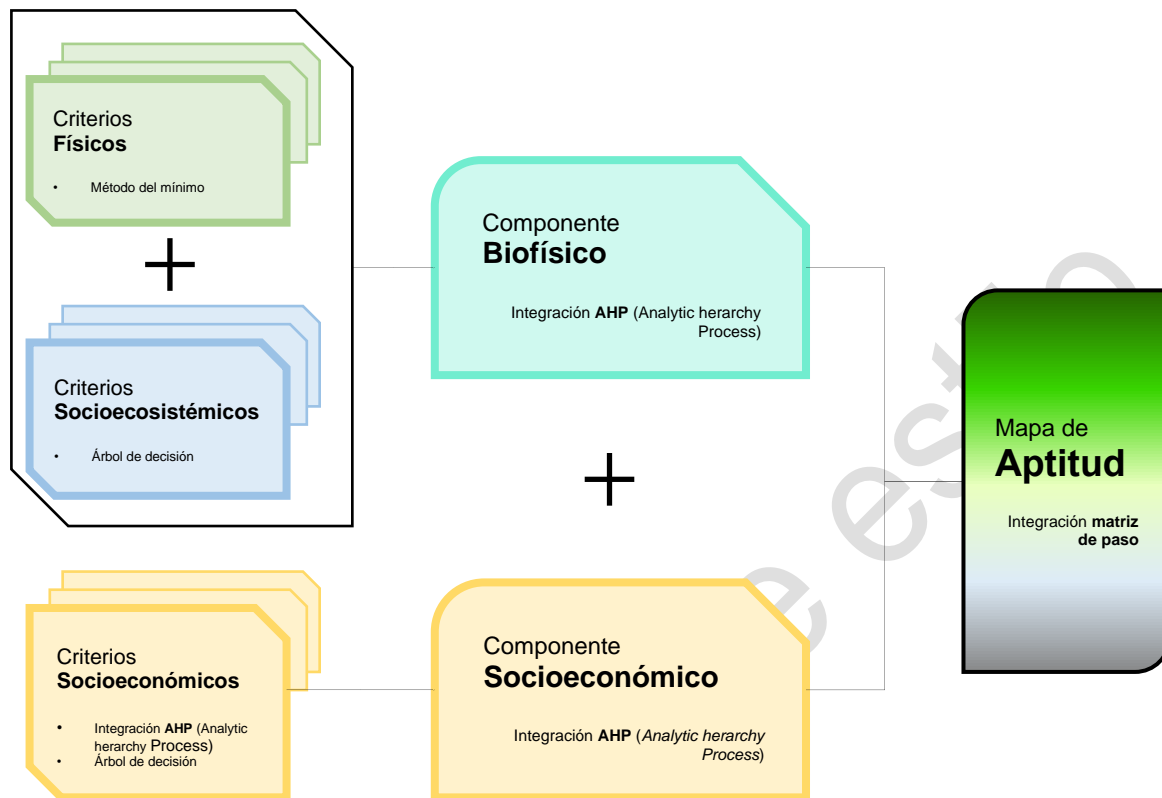 Criterios
Físicos
• Método del mínimo
+
Criterios
Socioecosistémicos
• Árbol de decisión
Componente
Biofísico
Integración AHP (Analytic herarchy
Process)
+
Criterios
Socioeconómicos
• Integración AHP (Analytic
herarchy Process)
• Árbol de decisión
Componente
Socioeconómico
Integración AHP (Analytic herarchy
Process)
Mapa de
Aptitud
Integración matriz
de paso